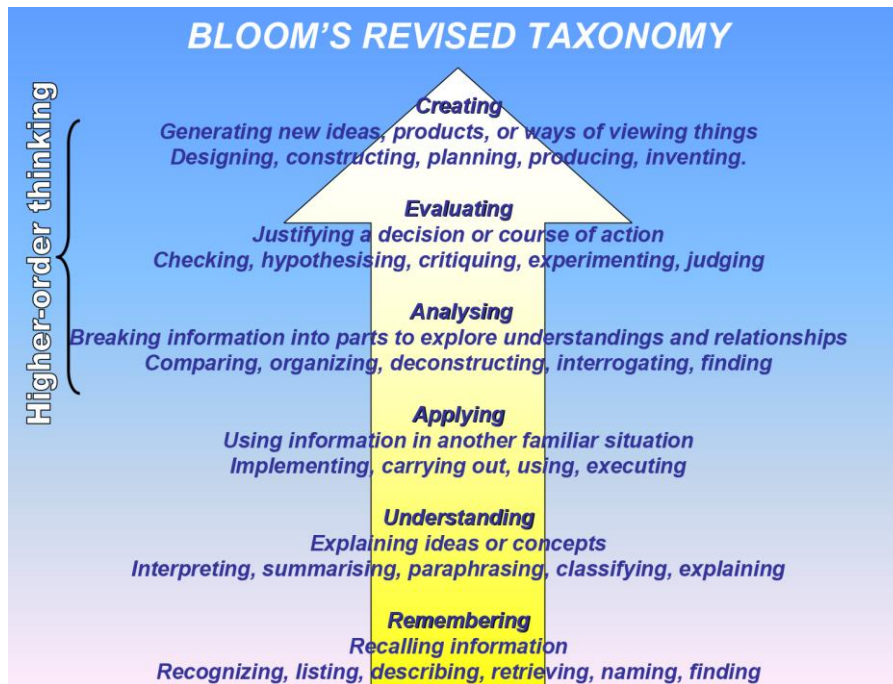 BLOOM'S REVISED TAXONOMY
Higher-order thinking
Creating
Generating new ideas, products, or ways of viewing things
Designing, constructing, planning, producing, inventing.
Evaluating
Justifying a decision or course of action
Checking, hypothesising, critiquing, experimenting, judging
Analysing
Breaking information into parts to explore understandings and relationships
Comparing, organizing, deconstructing, interrogating, finding
Applying
Using information in another familiar situation
Implementing, carrying out, using, executing
Understanding
Explaining ideas or concepts
Interpreting, summarising, paraphrasing, classifying, explaining
Remembering
Recalling information
Recognizing, listing, describing, retrieving, naming, finding